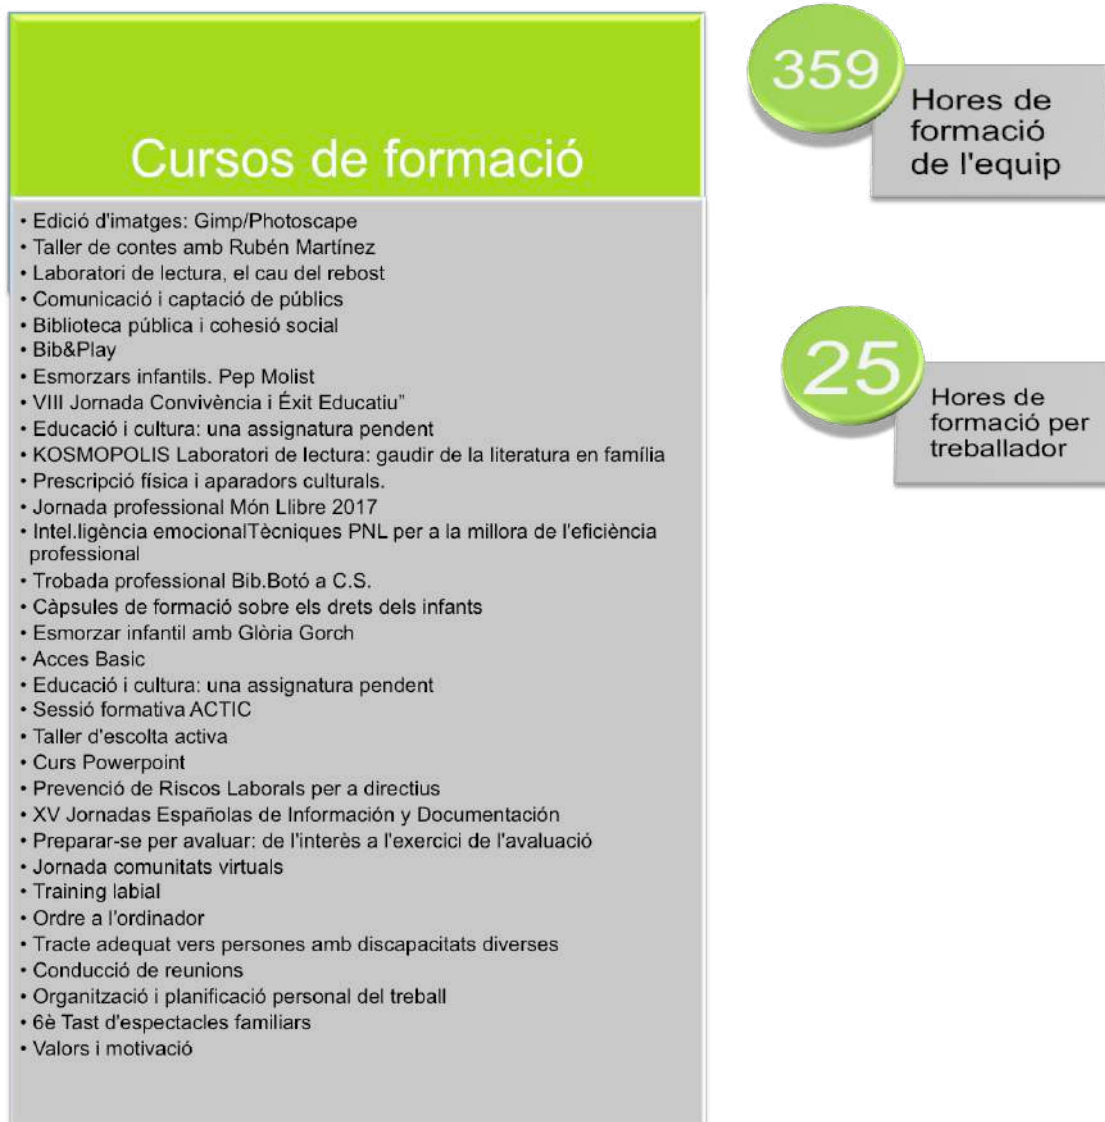 Cursos de formació
• Edició d'imatges: Gimp/Photoscape
• Taller de contes amb Rubén Martínez
• Laboratori de lectura, el cau del rebost
• Comunicació i captació de públics
• Biblioteca pública i cohesió social
• Bib&Play
• Esmorzars infantils. Pep Molist
• VIII Jornada Convivència i Éxit Educatiu”
• Educació i cultura: una assignatura pendent
• KOSMOPOLIS Laboratori de lectura: gaudir de la literatura en família
• Prescripció física i aparadors culturals.
• Jornada professional Món Llibre 2017
• Intel.ligència emocionalTècniques PNL per a la millora de l'eficiència
professional
• Trobada professional Bib.Botó a C.S.
• Càpsules de formació sobre els drets dels infants
• Esmorzar infantil amb Glòria Gorch
• Acces Basic
• Educació i cultura: una assignatura pendent
• Sessió formativa ACTIC
• Taller d'escolta activa
• Curs Powerpoint
• Prevenció de Riscos Laborals per a directius
• XV Jornadas Españolas de Información y Documentación
• Preparar-se per avaluar: de l'interès a l'exercici de l'avaluació
• Jornada comunitats virtuals
• Training labial
• Ordre a l'ordinador
• Tracte adequat vers persones amb discapacitats diverses
• Conducció de reunions
• Organització i planificació personal del treball
• 6è Tast d'espectacles familiars
• Valors i motivació
359
Hores de
formació
de l'equip
25
Hores de
formació per
treballador